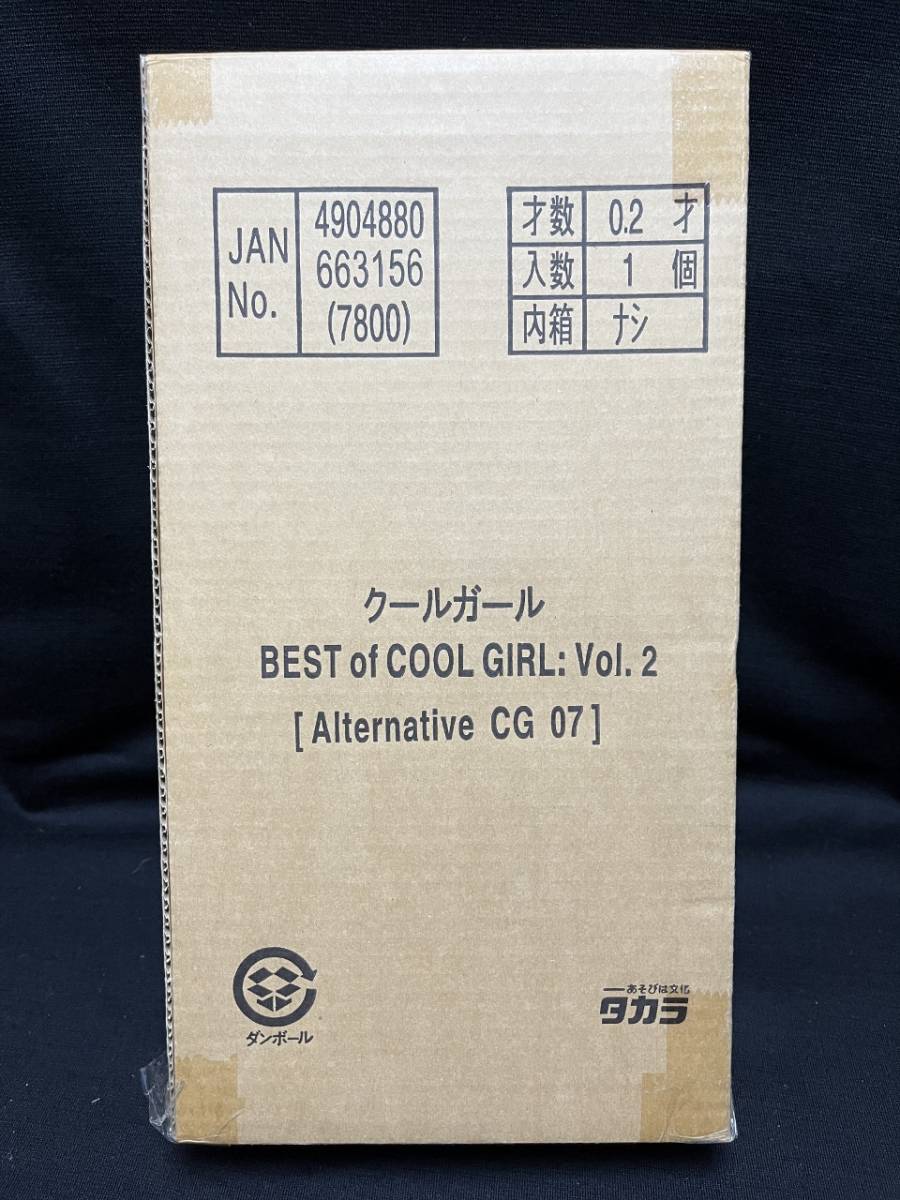 JAN
No.
4904880
663156
(7800)
才数 0.2 才
入数 1 個
内箱 ナシ
クールガール
BEST of COOL GIRL: Vol. 2
[Alternative CG 07]
ダンボール
あそびは文化
タカラ